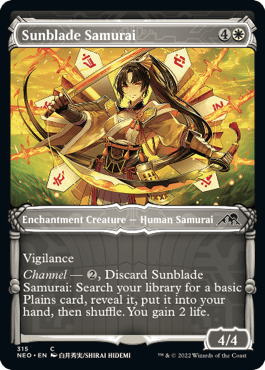 Sunblade Samurai 4
Enchantment Creature — Human Samurai
Vigilance
Channel — 2, Discard Sunblade
Samurai: Search your library for a basic
Plains card, reveal it, put it into your
hand, then shuffle. You gain 2 life.
4/4
315 C
NEO • EN 白井秀実/SHIRAI HIDEMI
™ & © 2022 Wizards of the Coast